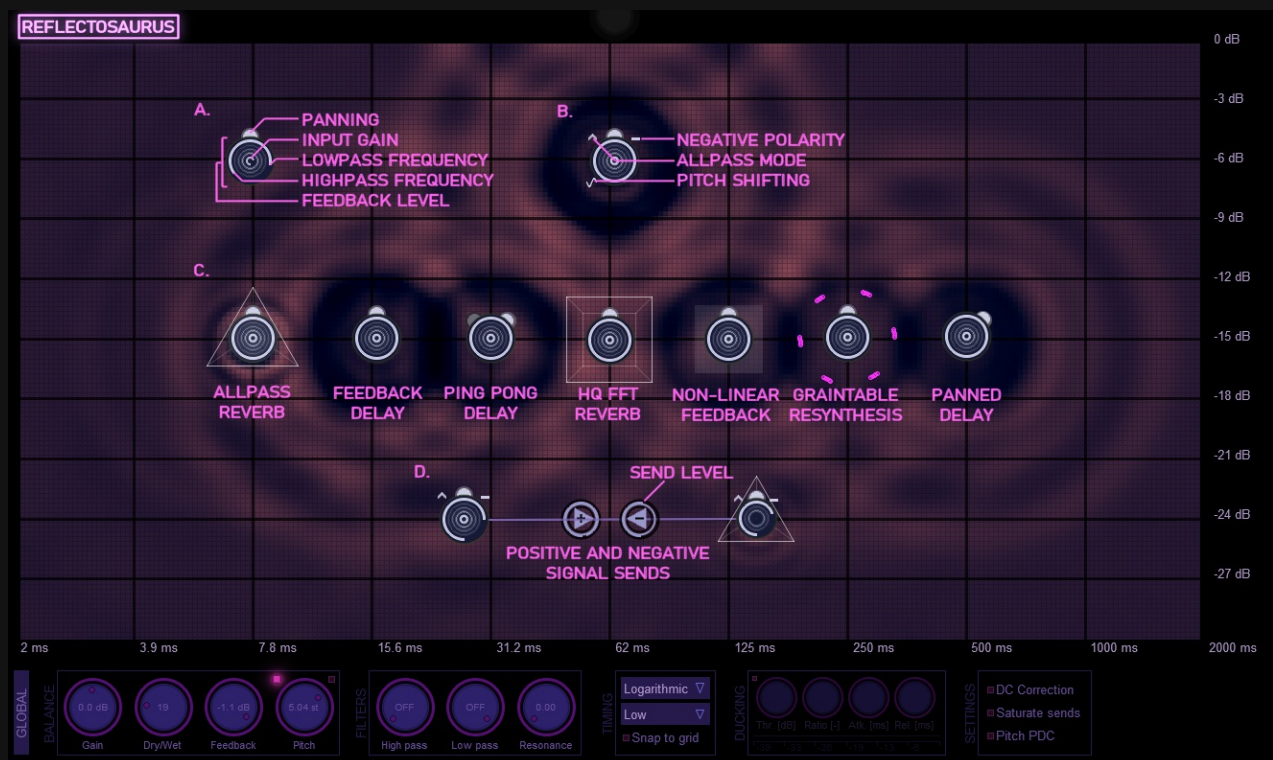 REFLECTOSAURUS
0 dB
A.
PANNING
INPUT GAIN
LOWPASS FREQUENCY
HIGHPASS FREQUENCY
FEEDBACK LEVEL
B.
NEGATIVE POLARITY
ALLPASS MODE
PITCH SHIFTING
-3 dB
-6 dB
-9 dB
-12 dB
C.
ALLPASS
REVERB
FEEDBACK
DELAY
PING PONG
DELAY
HQ FFT
REVERB
NON-LINEAR
FEEDBACK
GRAINTABLE
RESYNTHESIS
PANNED
DELAY
-15 dB
-18 dB
-21 dB
D.
SEND LEVEL
POSITIVE AND NEGATIVE
SIGNAL SENDS
-24 dB
-27 dB
2 ms 3.9 ms 7.8 ms 15.6 ms 31.2 ms 62 ms 125 ms 250 ms 500 ms 1000 ms 2000 ms
GLOBAL
BALANCE
0.0 dB 19 -1.1 dB 5.04 st
Gain Dry/Wet Feedback Pitch
FILTERS
OFF OFF 0.00
High pass Low pass Resonance
TIMING
Logarithmic
Low
Snap to grid
DUCKING
Thr. [dB] Ratio [-] Atk. [ms] Rel. [ms]
SETTINGS
DC Correction
Saturate sends
Pitch PDC